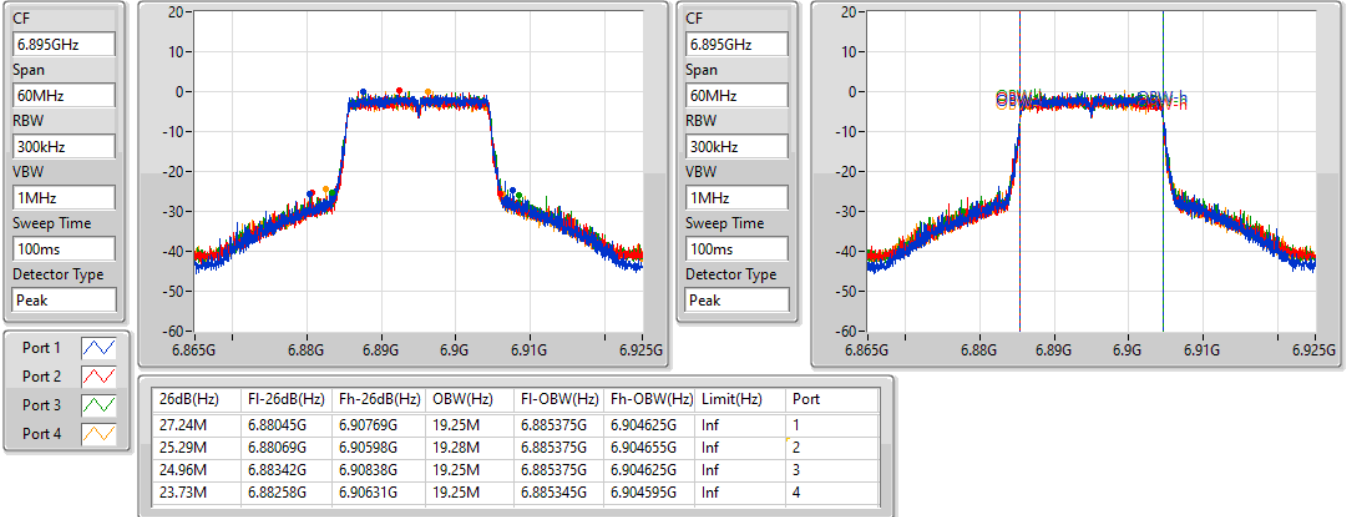 CF
6.895GHz
Span
60MHz
RBW
300kHz
VBW
1MHz
Sweep Time
100ms
Detector Type
Peak
20
10
0
-10
-20
-30
-40
-50
-60
6.865G 6.88G 6.89G 6.9G 6.91G 6.925G
CF
6.895GHz
Span
60MHz
RBW
300kHz
VBW
1MHz
Sweep Time
100ms
Detector Type
Peak
20
10
0
-10
-20
-30
-40
-50
-60
OBW-h
6.865G 6.88G 6.89G 6.9G 6.91G 6.925G
Port 1
Port 2
Port 3
Port 4
26dB(Hz) Fl-26dB(Hz) Fh-26dB(Hz) OBW(Hz) Fl-OBW(Hz) Fh-OBW(Hz) Limit(Hz) Port
27.24M 6.88045G 6.90769G 19.25M 6.885375G 6.904625G Inf 1
25.29M 6.88069G 6.90598G 19.28M 6.885375G 6.904655G Inf 2
24.96M 6.88342G 6.90838G 19.25M 6.885375G 6.904625G Inf 3
23.73M 6.88258G 6.90631G 19.25M 6.885345G 6.904595G Inf 4